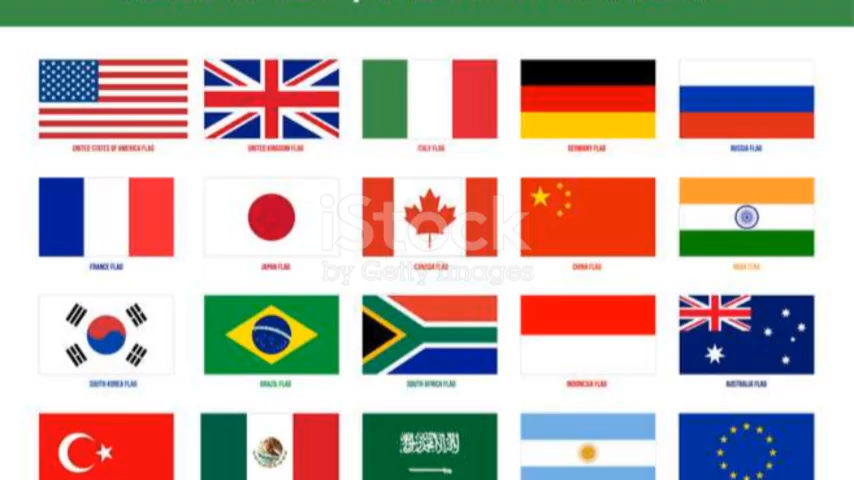 UNITED STATES OF AMERICA FLAG
UNITED KINGDOM FLAG
ITALY FLAG
GERMANY FLAG
RUSSIA FLAG
FRANCE FLAG
JAPAN FLAG
CANADA FLAG
CHINA FLAG
INDIA FLAG
iStock
by Getty Images
SOUTH KOREA FLAG
BRAZIL FLAG
SOUTH AFRICA FLAG
INDONESIA FLAG
AUSTRALIA FLAG